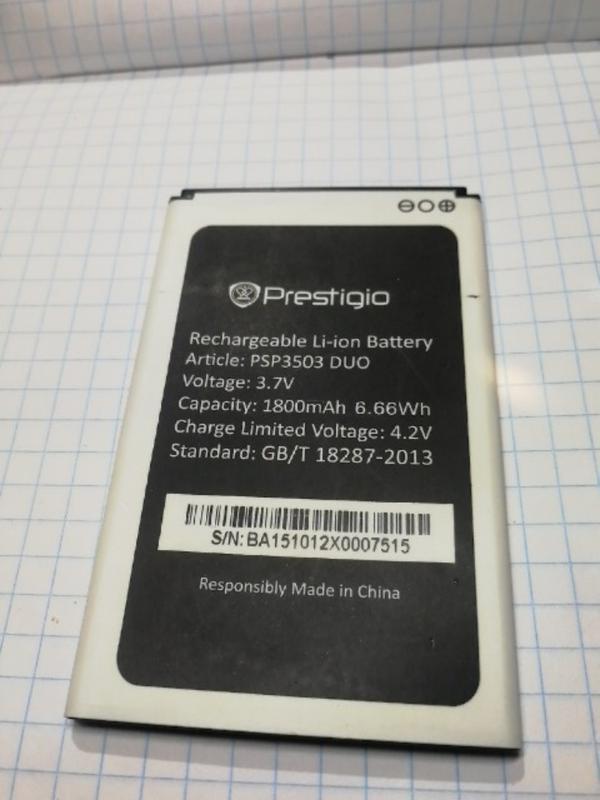 Prestigio
Rechargeable Li-ion Battery
Article: PSP3503 DUO
Voltage: 3.7V
Capacity: 1800mAh 6.66Wh
Charge Limited Voltage: 4.2V
Standard: GB/T 18287-2013
S/N: BA151012X0007515
Responsibly Made in China